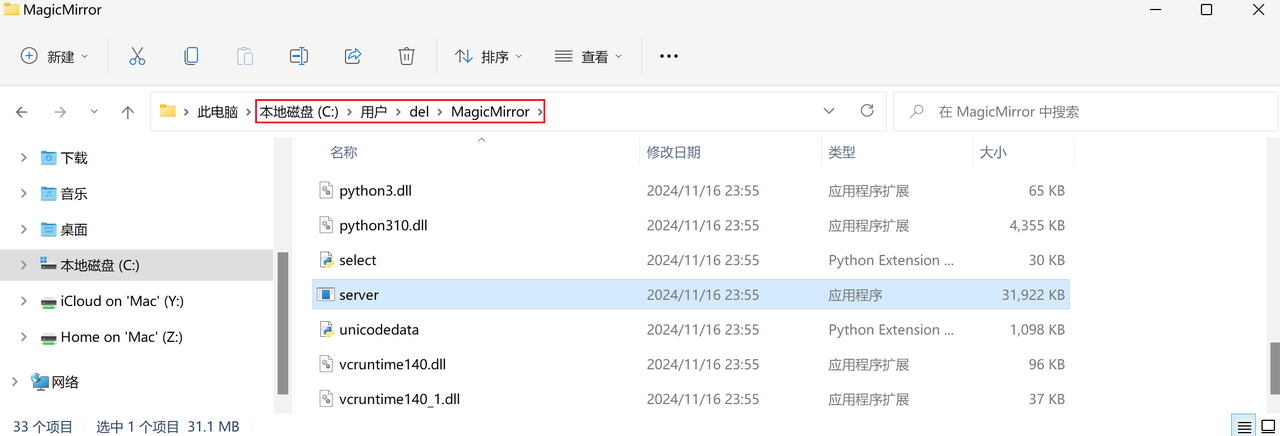 MagicMirror
新建 排序 查看
此电脑 本地磁盘 (C:) 用户 del MagicMirror 在 MagicMirror 中搜索
下载
音乐
桌面
本地磁盘 (C:)
iCloud on 'Mac' (Y:)
Home on 'Mac' (Z:)
网络
名称 修改日期 类型 大小
python3.dll 2024/11/16 23:55 应用程序扩展 65 KB
python310.dll 2024/11/16 23:55 应用程序扩展 4,355 KB
select 2024/11/16 23:55 Python Extension ... 30 KB
server 2024/11/16 23:55 应用程序 31,922 KB
unicodedata 2024/11/16 23:55 Python Extension ... 1,098 KB
vcruntime140.dll 2024/11/16 23:55 应用程序扩展 96 KB
vcruntime140_1.dll 2024/11/16 23:55 应用程序扩展 37 KB
33 个项目 选中 1 个项目 31.1 MB